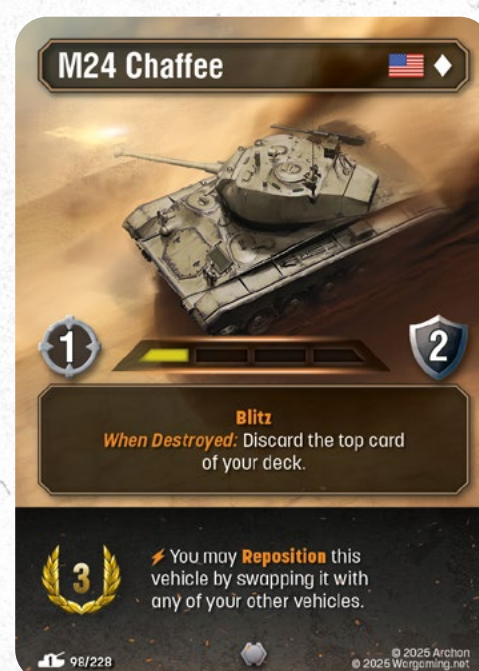 M24 Chaffee
1
2
Blitz
When Destroyed: Discard the top card
of your deck.
3
You may Reposition this
vehicle by swapping it with
any of your other vehicles.
98/228
© 2025 Archon
© 2025 Wargaming.net